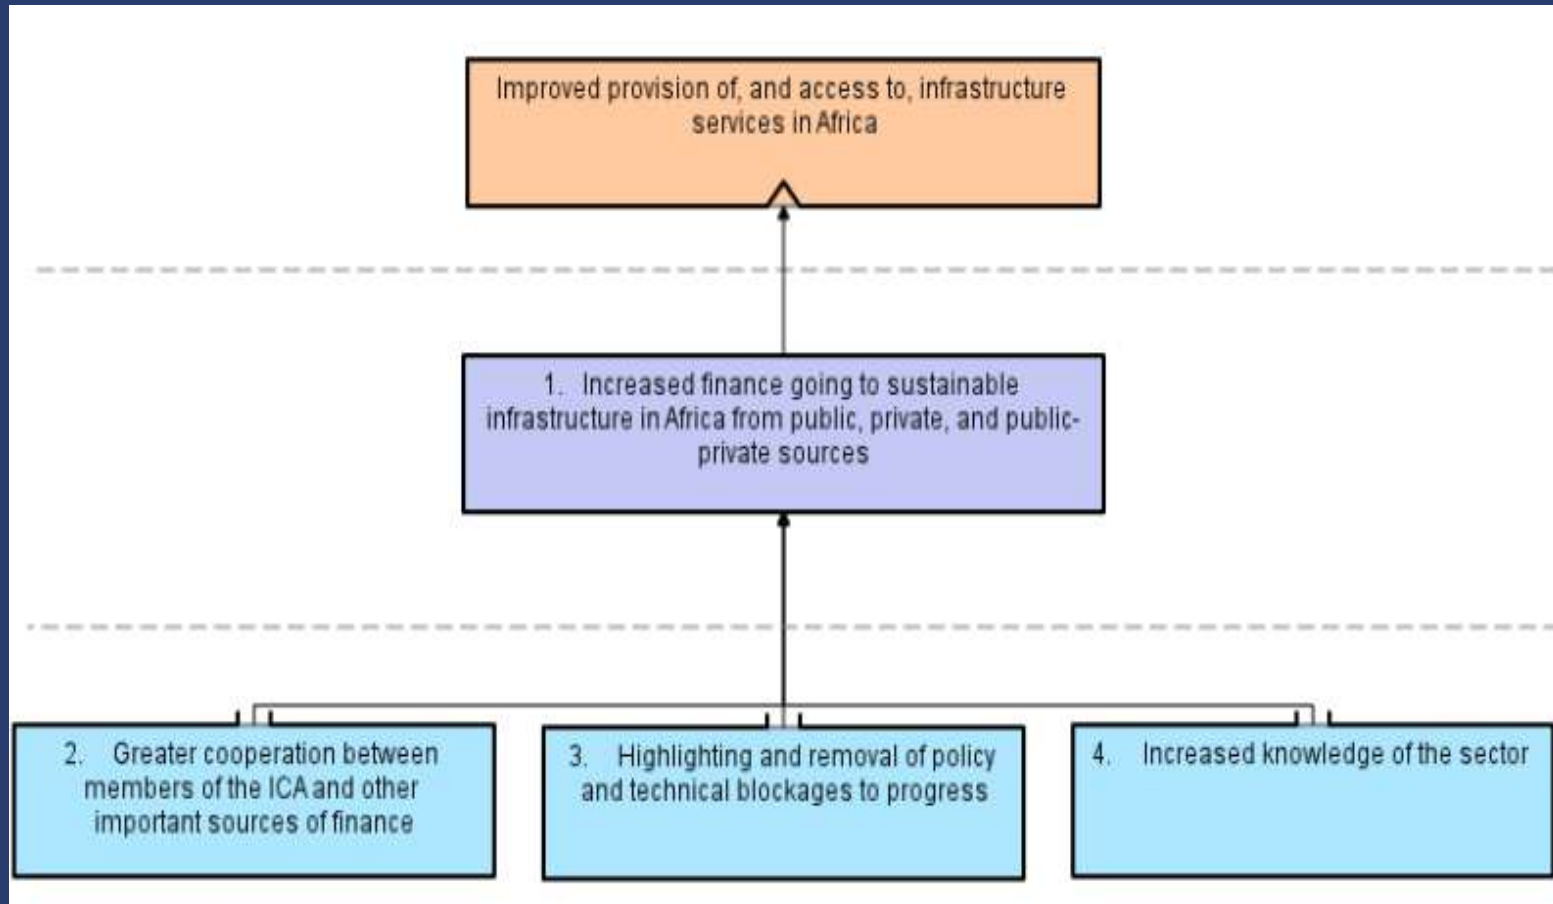 Improved provision of, and access to, infrastructure
services in Africa
1. Increased finance going to sustainable
infrastructure in Africa from public, private, and public-
private sources
2. Greater cooperation between
members of the ICA and other
important sources of finance
3. Highlighting and removal of policy
and technical blockages to progress
4. Increased knowledge of the sector